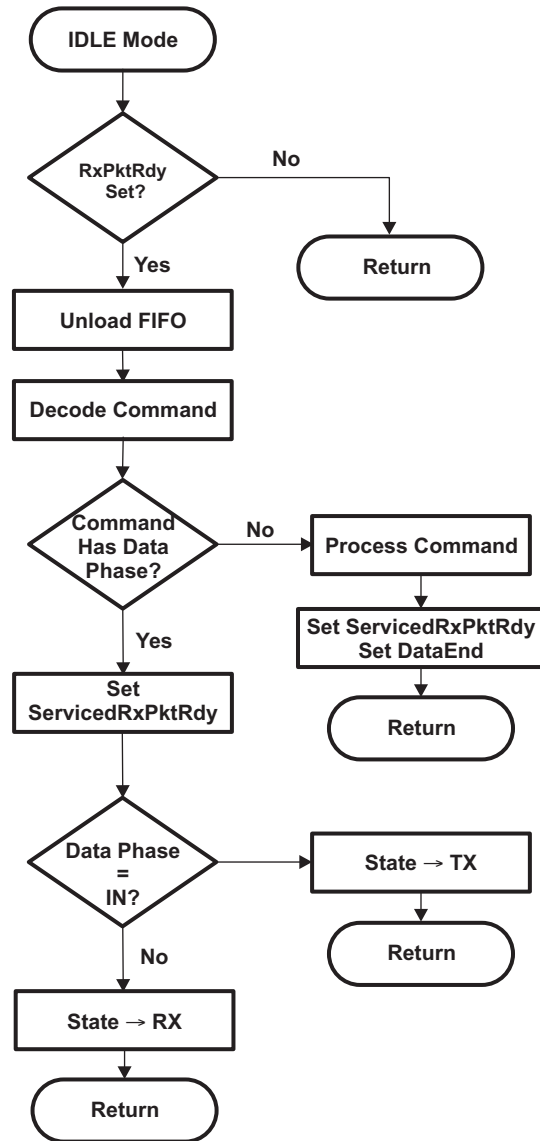 IDLE Mode
RxPktRdy
Set?
No
Return
Yes
Unload FIFO
Decode Command
Command
Has Data
Phase?
No
Process Command
Set ServicedRxPktRdy
Set DataEnd
Return
Yes
Set
ServicedRxPktRdy
Data Phase
=
IN?
State → TX
Return
No
State → RX
Return